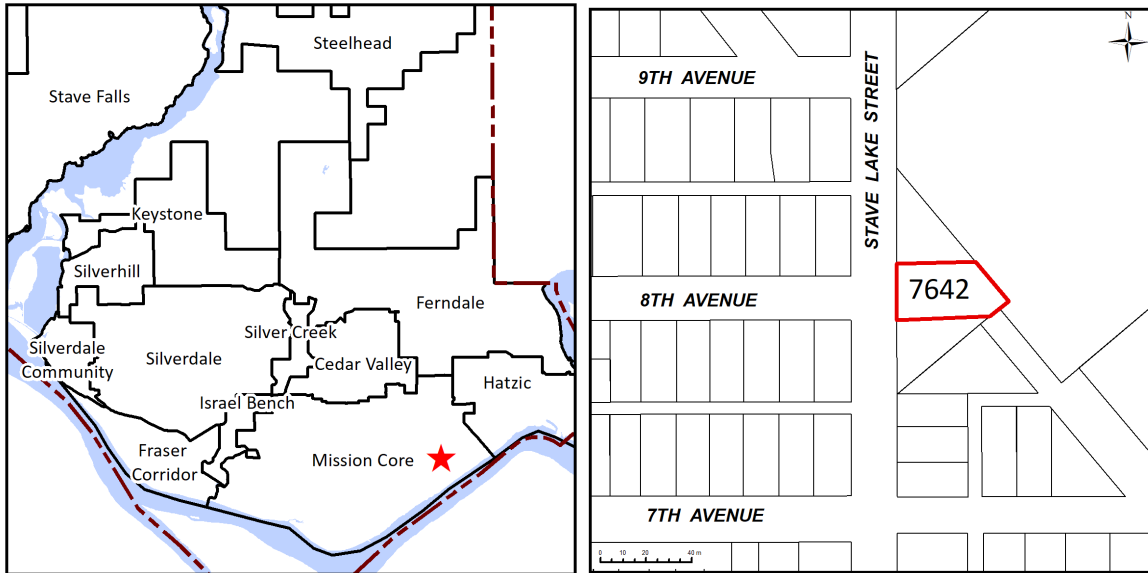 Steelhead
Stave Falls
Keystone
Silverhill
Ferndale
Silver Creek
Silverdale
Community
Silverdale
Cedar Valley
Hatzic
Israel Bench
Fraser
Corridor
Mission Core
N
9TH AVENUE
STAVE LAKE STREET
7642
8TH AVENUE
7TH AVENUE
0 10 20 40 m